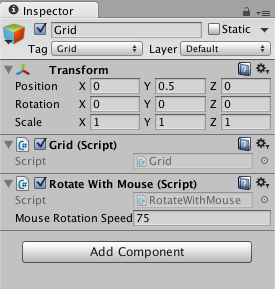 Inspector
Grid Static
Tag Grid Layer Default
Transform
Position X 0 Y 0.5 Z 0
Rotation X 0 Y 0 Z 0
Scale X 1 Y 1 Z 1
Grid (Script)
Script Grid
Rotate With Mouse (Script)
Script RotateWithMouse
Mouse Rotation Speed 75
Add Component